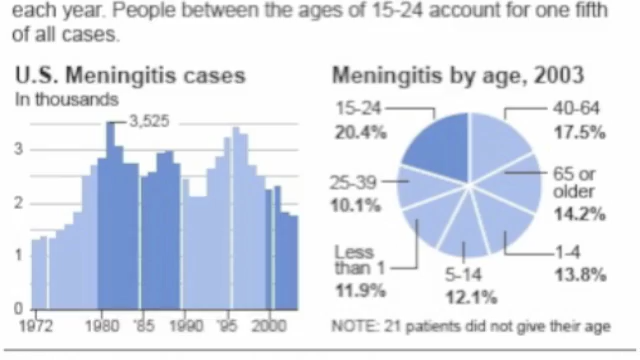 each year. People between the ages of 15-24 account for one fifth
of all cases.
U.S. Meningitis cases
In thousands
3,525
3
2
1
0
1972
1980
'85
1990
'95
2000
Meningitis by age, 2003
15-24
20.4%
40-64
17.5%
25-39
10.1%
65 or
older
14.2%
Less
than 1
11.9%
5-14
12.1%
1-4
13.8%
NOTE: 21 patients did not give their age